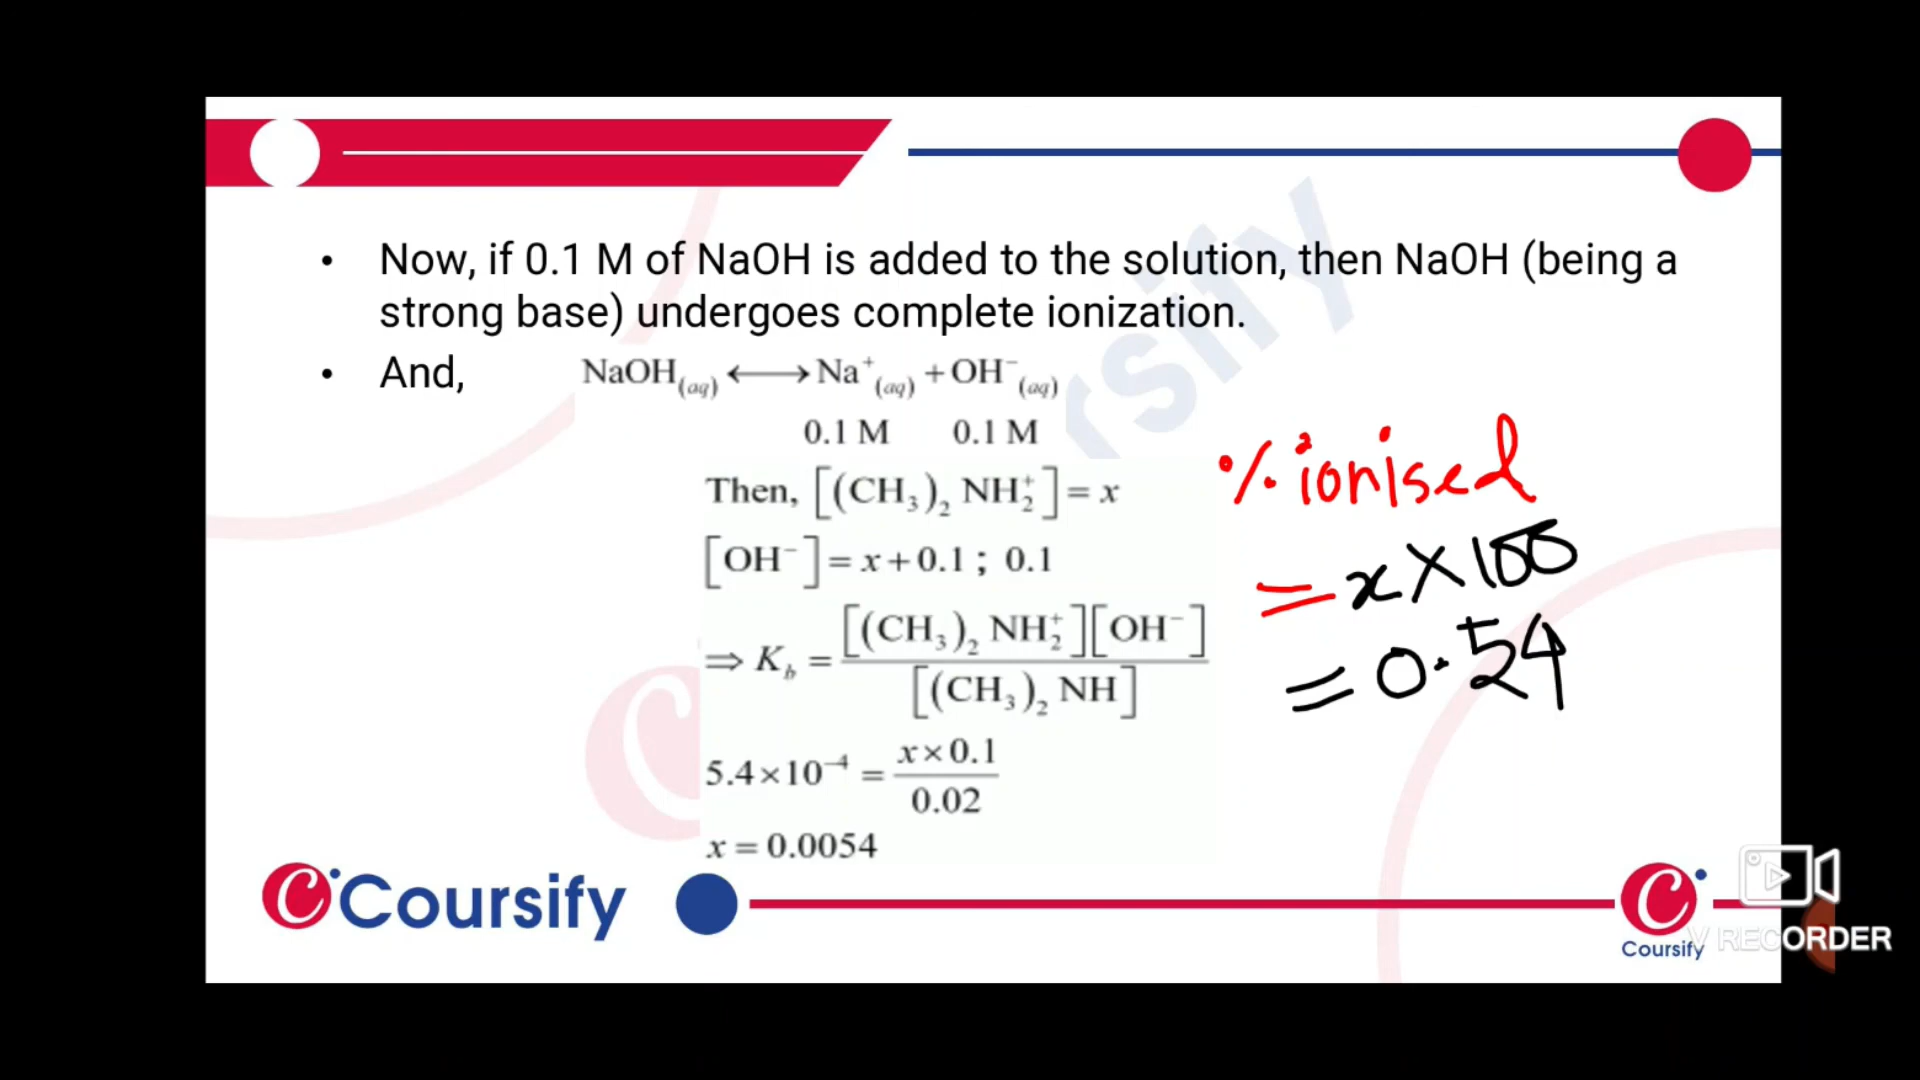 • Now, if 0.1 M of NaOH is added to the solution, then NaOH (being a
strong base) undergoes complete ionization.
• And, NaOH(aq) ⟷ Na⁺(aq) + OH⁻(aq)
0.1 M 0.1 M
Then, [(CH₃)₂ NH₂⁺] = x
[OH⁻] = x + 0.1 ; 0.1
⇒ K_b = [(CH₃)₂ NH₂⁺][OH⁻] / [(CH₃)₂ NH]
5.4×10⁻⁴ = x×0.1 / 0.02
x = 0.0054
% ionised
= x × 100
= 0.54
Coursify
Coursify
V RECORDER